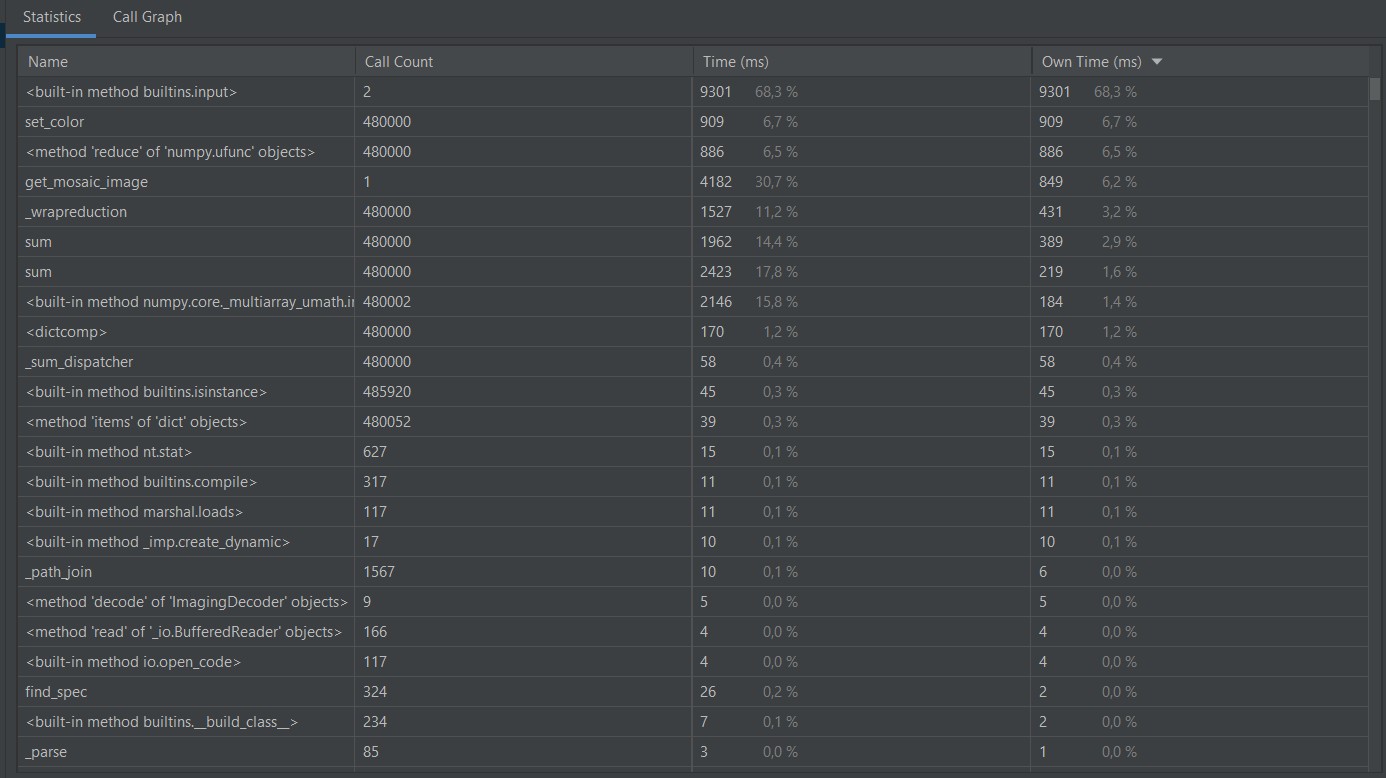 Statistics Call Graph
Name Call Count Time (ms) Own Time (ms)
<built-in method builtins.input> 2 9301 68,3 % 9301 68,3 %
set_color 480000 909 6,7 % 909 6,7 %
<method 'reduce' of 'numpy.ufunc' objects> 480000 886 6,5 % 886 6,5 %
get_mosaic_image 1 4182 30,7 % 849 6,2 %
_wrapreduction 480000 1527 11,2 % 431 3,2 %
sum 480000 1962 14,4 % 389 2,9 %
sum 480000 2423 17,8 % 219 1,6 %
<built-in method numpy.core._multiarray_umath.ir 480002 2146 15,8 % 184 1,4 %
<dictcomp> 480000 170 1,2 % 170 1,2 %
_sum_dispatcher 480000 58 0,4 % 58 0,4 %
<built-in method builtins.isinstance> 485920 45 0,3 % 45 0,3 %
<method 'items' of 'dict' objects> 480052 39 0,3 % 39 0,3 %
<built-in method nt.stat> 627 15 0,1 % 15 0,1 %
<built-in method builtins.compile> 317 11 0,1 % 11 0,1 %
<built-in method marshal.loads> 117 11 0,1 % 11 0,1 %
<built-in method _imp.create_dynamic> 17 10 0,1 % 10 0,1 %
_path_join 1567 10 0,1 % 6 0,0 %
<method 'decode' of 'ImagingDecoder' objects> 9 5 0,0 % 5 0,0 %
<method 'read' of '_io.BufferedReader' objects> 166 4 0,0 % 4 0,0 %
<built-in method io.open_code> 117 4 0,0 % 4 0,0 %
find_spec 324 26 0,2 % 2 0,0 %
<built-in method builtins.__build_class__> 234 7 0,1 % 2 0,0 %
_parse 85 3 0,0 % 1 0,0 %